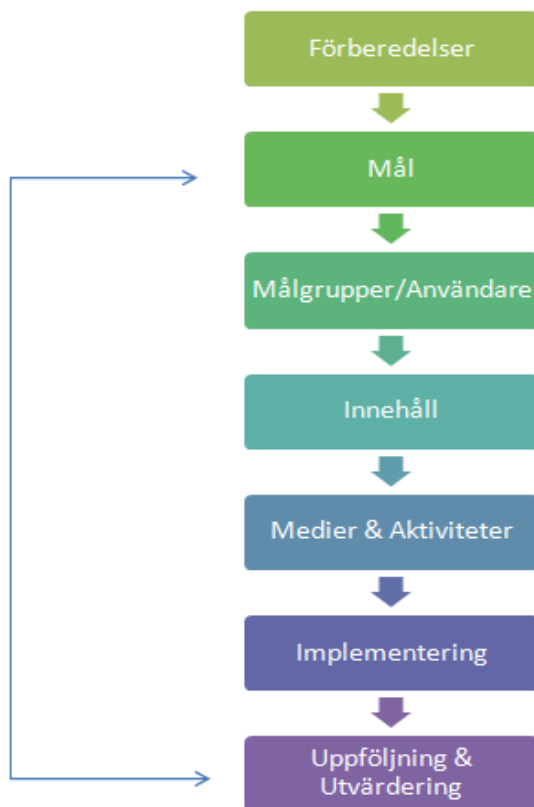 Förberedelser
Mål
Målgrupper/Användare
Innehåll
Medier & Aktiviteter
Implementering
Uppföljning &
Utvärdering